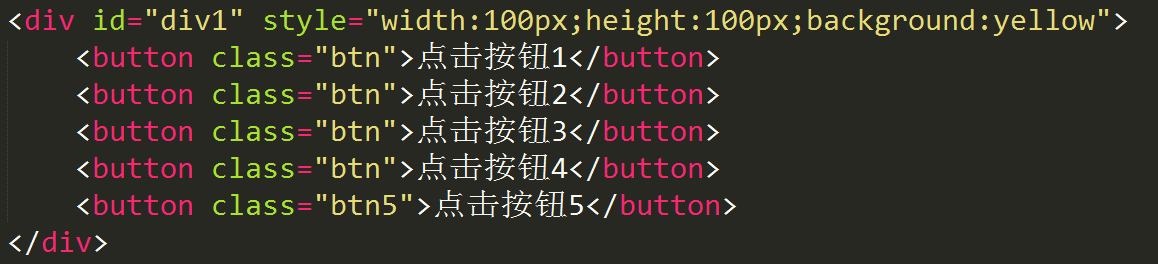 <div id="div1" style="width:100px;height:100px;background:yellow">
    <button class="btn">点击按钮1</button>
    <button class="btn">点击按钮2</button>
    <button class="btn">点击按钮3</button>
    <button class="btn">点击按钮4</button>
    <button class="btn5">点击按钮5</button>
</div>